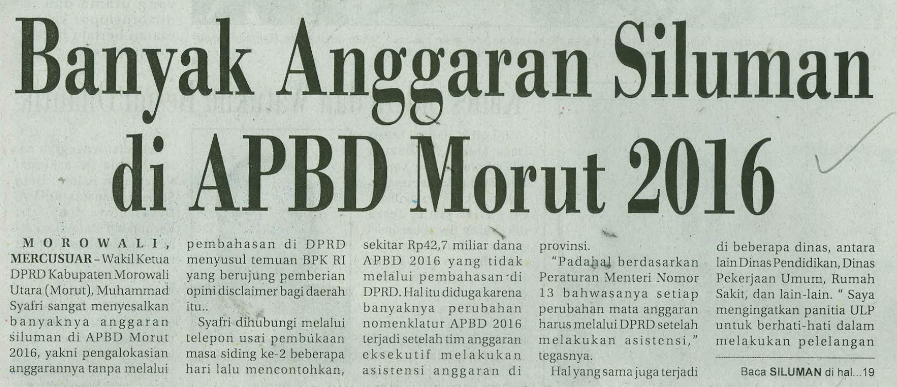 Banyak Anggaran Siluman
di APBD Morut 2016
MOROWALI,
MERCUSUAR – Wakil Ketua
DPRD Kabupaten Morowali
Utara (Morut), Muhammad
Syafri sangat menyesalkan
banyaknya anggaran
siluman di APBD Morut
2016, yakni pengalokasian
anggarannya tanpa melalui
pembahasan di DPRD
menyusul temuan BPK RI
yang berujung pemberian
opini disclaimer bagi daerah
itu..
Syafri dihubungi melalui
telepon usai pembukaan
masa siding ke-2 beberapa
hari lalu mencontohkan,
sekitar Rp42,7 miliar dana
APBD 2016 yang tidak
melalui pembahasan di
DPRD. Hal itu diduga karena
banyaknya perubahan
nomenklatur APBD 2016
terjadi setelah tim anggaran
eksekutif melakukan
asistensi anggaran di
provinsi.
"Padahal berdasarkan
Peraturan Menteri Nomor
13 bahwasanya setiap
perubahan mata anggaran
harus melalui DPRD setelah
melakukan asistensi,"
tegasnya.
Hal yang sama juga terjadi
di beberapa dinas, antara
lain Dinas Pendidikan, Dinas
Pekerjaan Umum, Rumah
Sakit, dan lain-lain. " Saya
mengingatkan panitia ULP
untuk berhati-hati dalam
melakukan pelelangan
Baca SILUMAN di hal...19